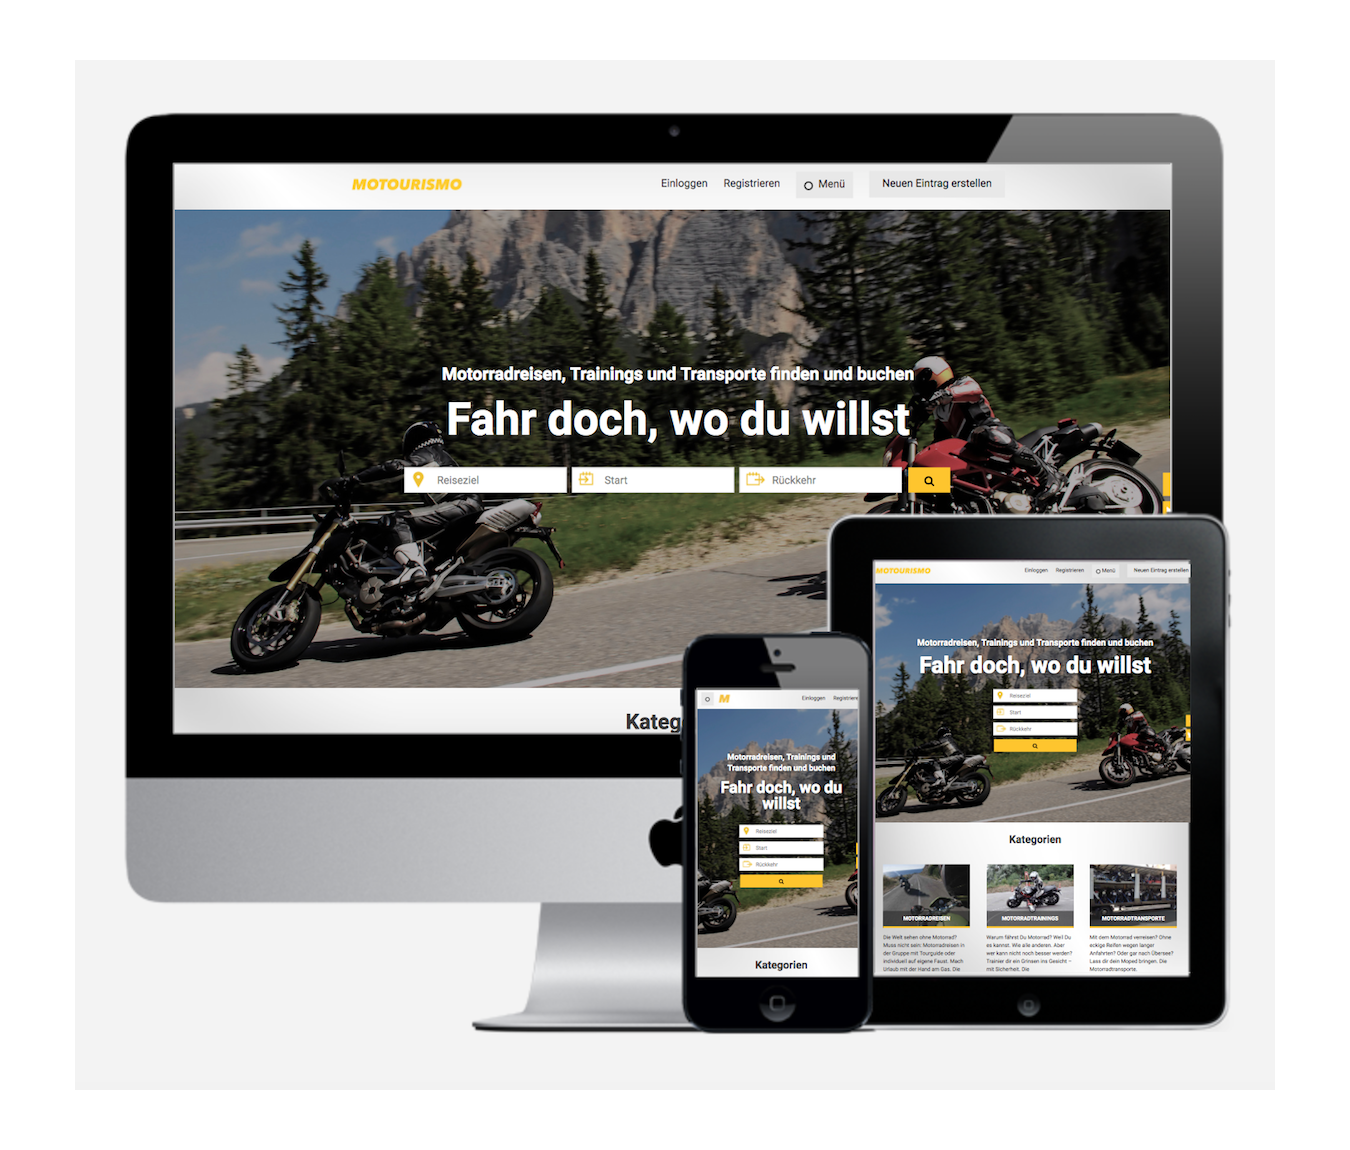 MOTOURISMO
Einloggen Registrieren Menü Neuen Eintrag erstellen
Motorradreisen, Trainings und Transporte finden und buchen
Fahr doch, wo du willst
Reiseziel Start Rückkehr
Kateg
M Einloggen Registriere
Motorradreisen, Trainings und
Transporte finden und buchen
Fahr doch, wo du
willst
Reiseziel
Start
Rückkehr
Kategorien
MOTOURISMO Einloggen Registrieren Menü Neuen Eintrag erstellen
Motorradreisen, Trainings und Transporte finden und buchen
Fahr doch, wo du willst
Reiseziel
Start
Rückkehr
Kategorien
MOTORRADREISEN
Die Welt sehen ohne Motorrad?
Muss nicht sein: Motorradreisen in
der Gruppe mit Tourguide oder
individuell auf eigene Faust. Mach
Urlaub mit der Hand am Gas. Die
MOTORRADTRAININGS
Warum fährst Du Motorrad? Weil Du
es kannst. Wie alle anderen. Aber
wer kann nicht noch besser werden?
Trainier dir ein Grinsen ins Gesicht –
mit Sicherheit. Die
MOTORRADTRANSPORTE
Mit dem Motorrad verreisen? Ohne
eckige Reifen wegen langer
Anfahrten? Oder gar nach Übersee?
Lass dir dein Moped bringen. Die
Motorradtransporte.